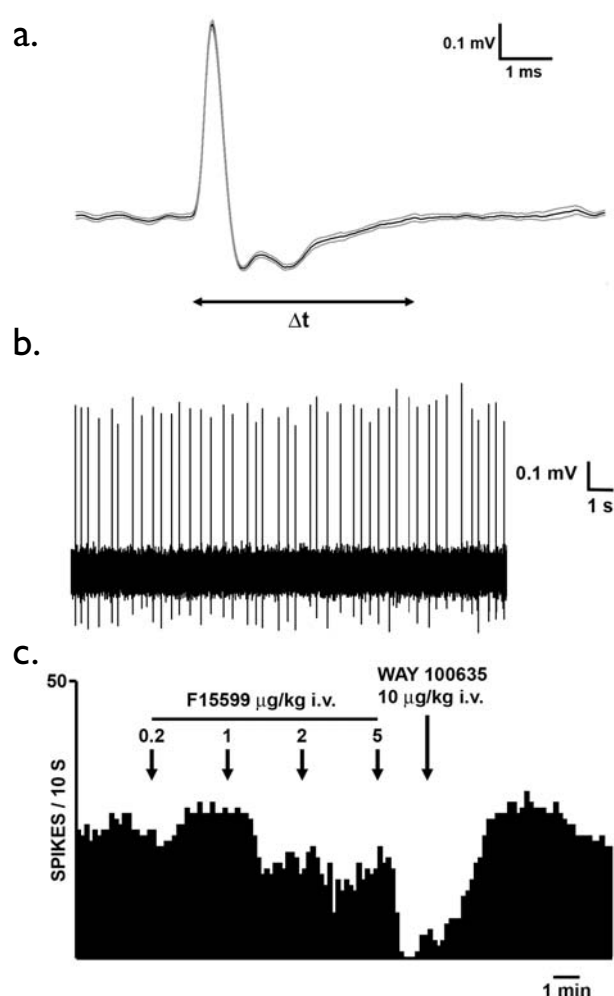 a.
0.1 mV
1 ms
Δt
b.
0.1 mV
1 s
c.
50
WAY 100635
10 µg/kg i.v.
F15599 µg/kg i.v.
0.2 1 2 5
SPIKES / 10 S
1 min